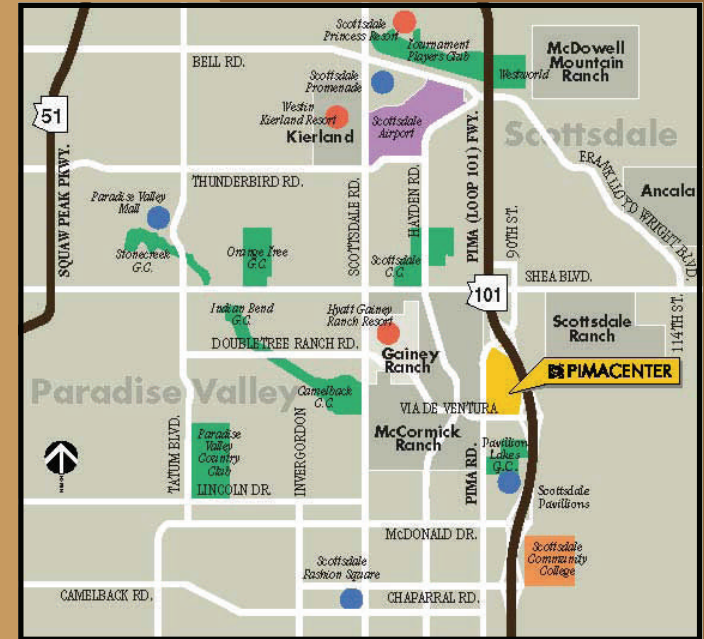 Scottsdale
Princess Resort
Tournament
Players Club
BELL RD.
Westworld
McDowell
Mountain
Ranch
51
Scottsdale
Promenade
Westin
Kierland Resort
Kierland
Scottsdale
Airport
Scottsdale
FRANK LLOYD WRIGHT BLVD.
Ancala
THUNDERBIRD RD.
SQUAW PEAK PKWY.
Paradise Valley
Mall
Stonecreek
G.C.
Orange Tree
G.C.
SCOTTSDALE RD.
HAYDEN RD.
Scottsdale
C.C.
PIMA (LOOP 101) FWY.
90TH ST.
SHEA BLVD.
101
114TH ST.
Indian Bend
G.C.
Hyatt Gainey
Ranch Resort
DOUBLETREE RANCH RD.
Gainey
Ranch
Scottsdale
Ranch
PIMACENTER
Paradise Valley
Camelback
G.C.
VIA DE VENTURA
McCormick
Ranch
TATUM BLVD.
Paradise
Valley
Country
Club
INVERGORDON
LINCOLN DR.
PIMA RD.
Pavilion
Lakes
G.C.
Scottsdale
Pavilions
McDONALD DR.
Scottsdale
Community
College
Scottsdale
Fashion Square
CAMELBACK RD.
CHAPARRAL RD.